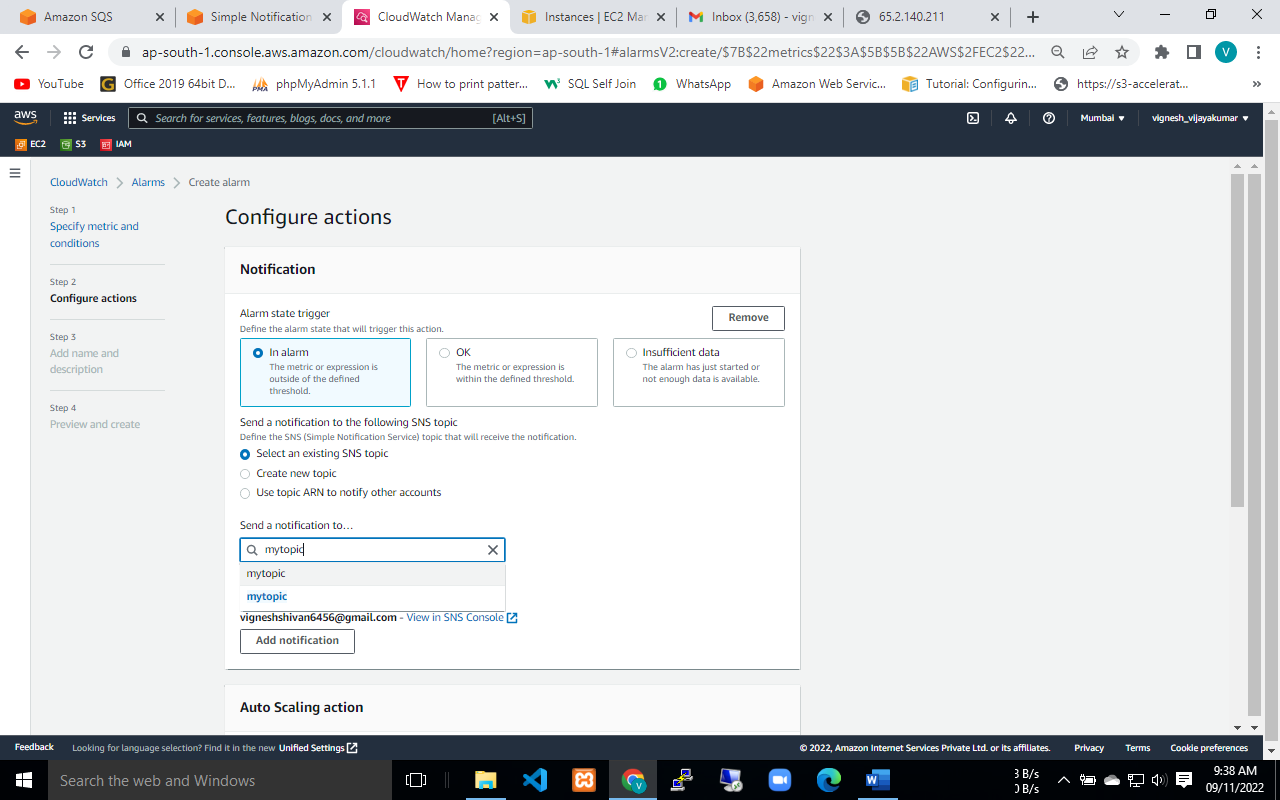 Amazon SQS
Simple Notification
CloudWatch Manag
Instances | EC2 Mar
Inbox (3,658) - vign
65.2.140.211
ap-south-1.console.aws.amazon.com/cloudwatch/home?region=ap-south-1#alarmsV2:create/$7B$22metrics$22$3A$5B$5B$22AWS$2FEC2$22...
V
YouTube
Office 2019 64bit D...
phpMyAdmin 5.1.1
How to print patter...
SQL Self Join
WhatsApp
Amazon Web Servic...
Tutorial: Configurin...
https://s3-accelerat...
»
aws
Services
Search for services, features, blogs, docs, and more
[Alt+S]
Mumbai
vignesh_vijayakumar
EC2
S3
IAM
CloudWatch
Alarms
Create alarm
Step 1
Specify metric and
conditions
Step 2
Configure actions
Step 3
Add name and
description
Step 4
Preview and create
Configure actions
Notification
Alarm state trigger
Define the alarm state that will trigger this action.
Remove
In alarm
The metric or expression is
outside of the defined
threshold.
OK
The metric or expression is
within the defined threshold.
Insufficient data
The alarm has just started or
not enough data is available.
Send a notification to the following SNS topic
Define the SNS (Simple Notification Service) topic that will receive the notification.
Select an existing SNS topic
Create new topic
Use topic ARN to notify other accounts
Send a notification to…
mytopic
mytopic
mytopic
vigneshshivan6456@gmail.com - View in SNS Console
Add notification
Auto Scaling action
Feedback
Looking for language selection? Find it in the new Unified Settings
© 2022, Amazon Internet Services Private Ltd. or its affiliates.
Privacy
Terms
Cookie preferences
Search the web and Windows
3 B/s
0 B/s
9:38 AM
09/11/2022